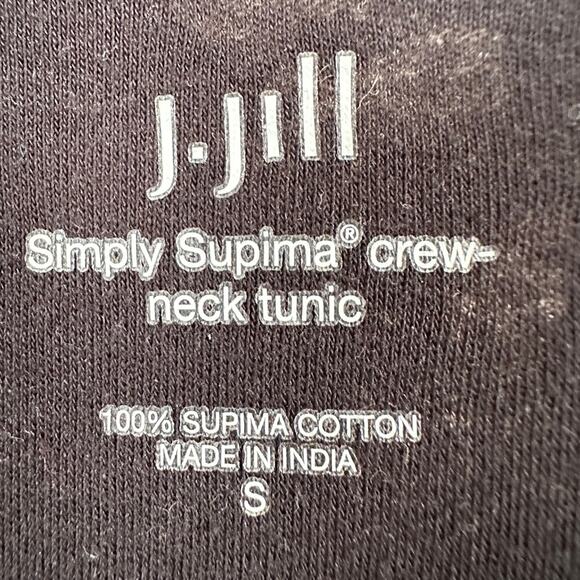 J.Jill
Simply Supima® crew-
neck tunic
100% SUPIMA COTTON
MADE IN INDIA
S